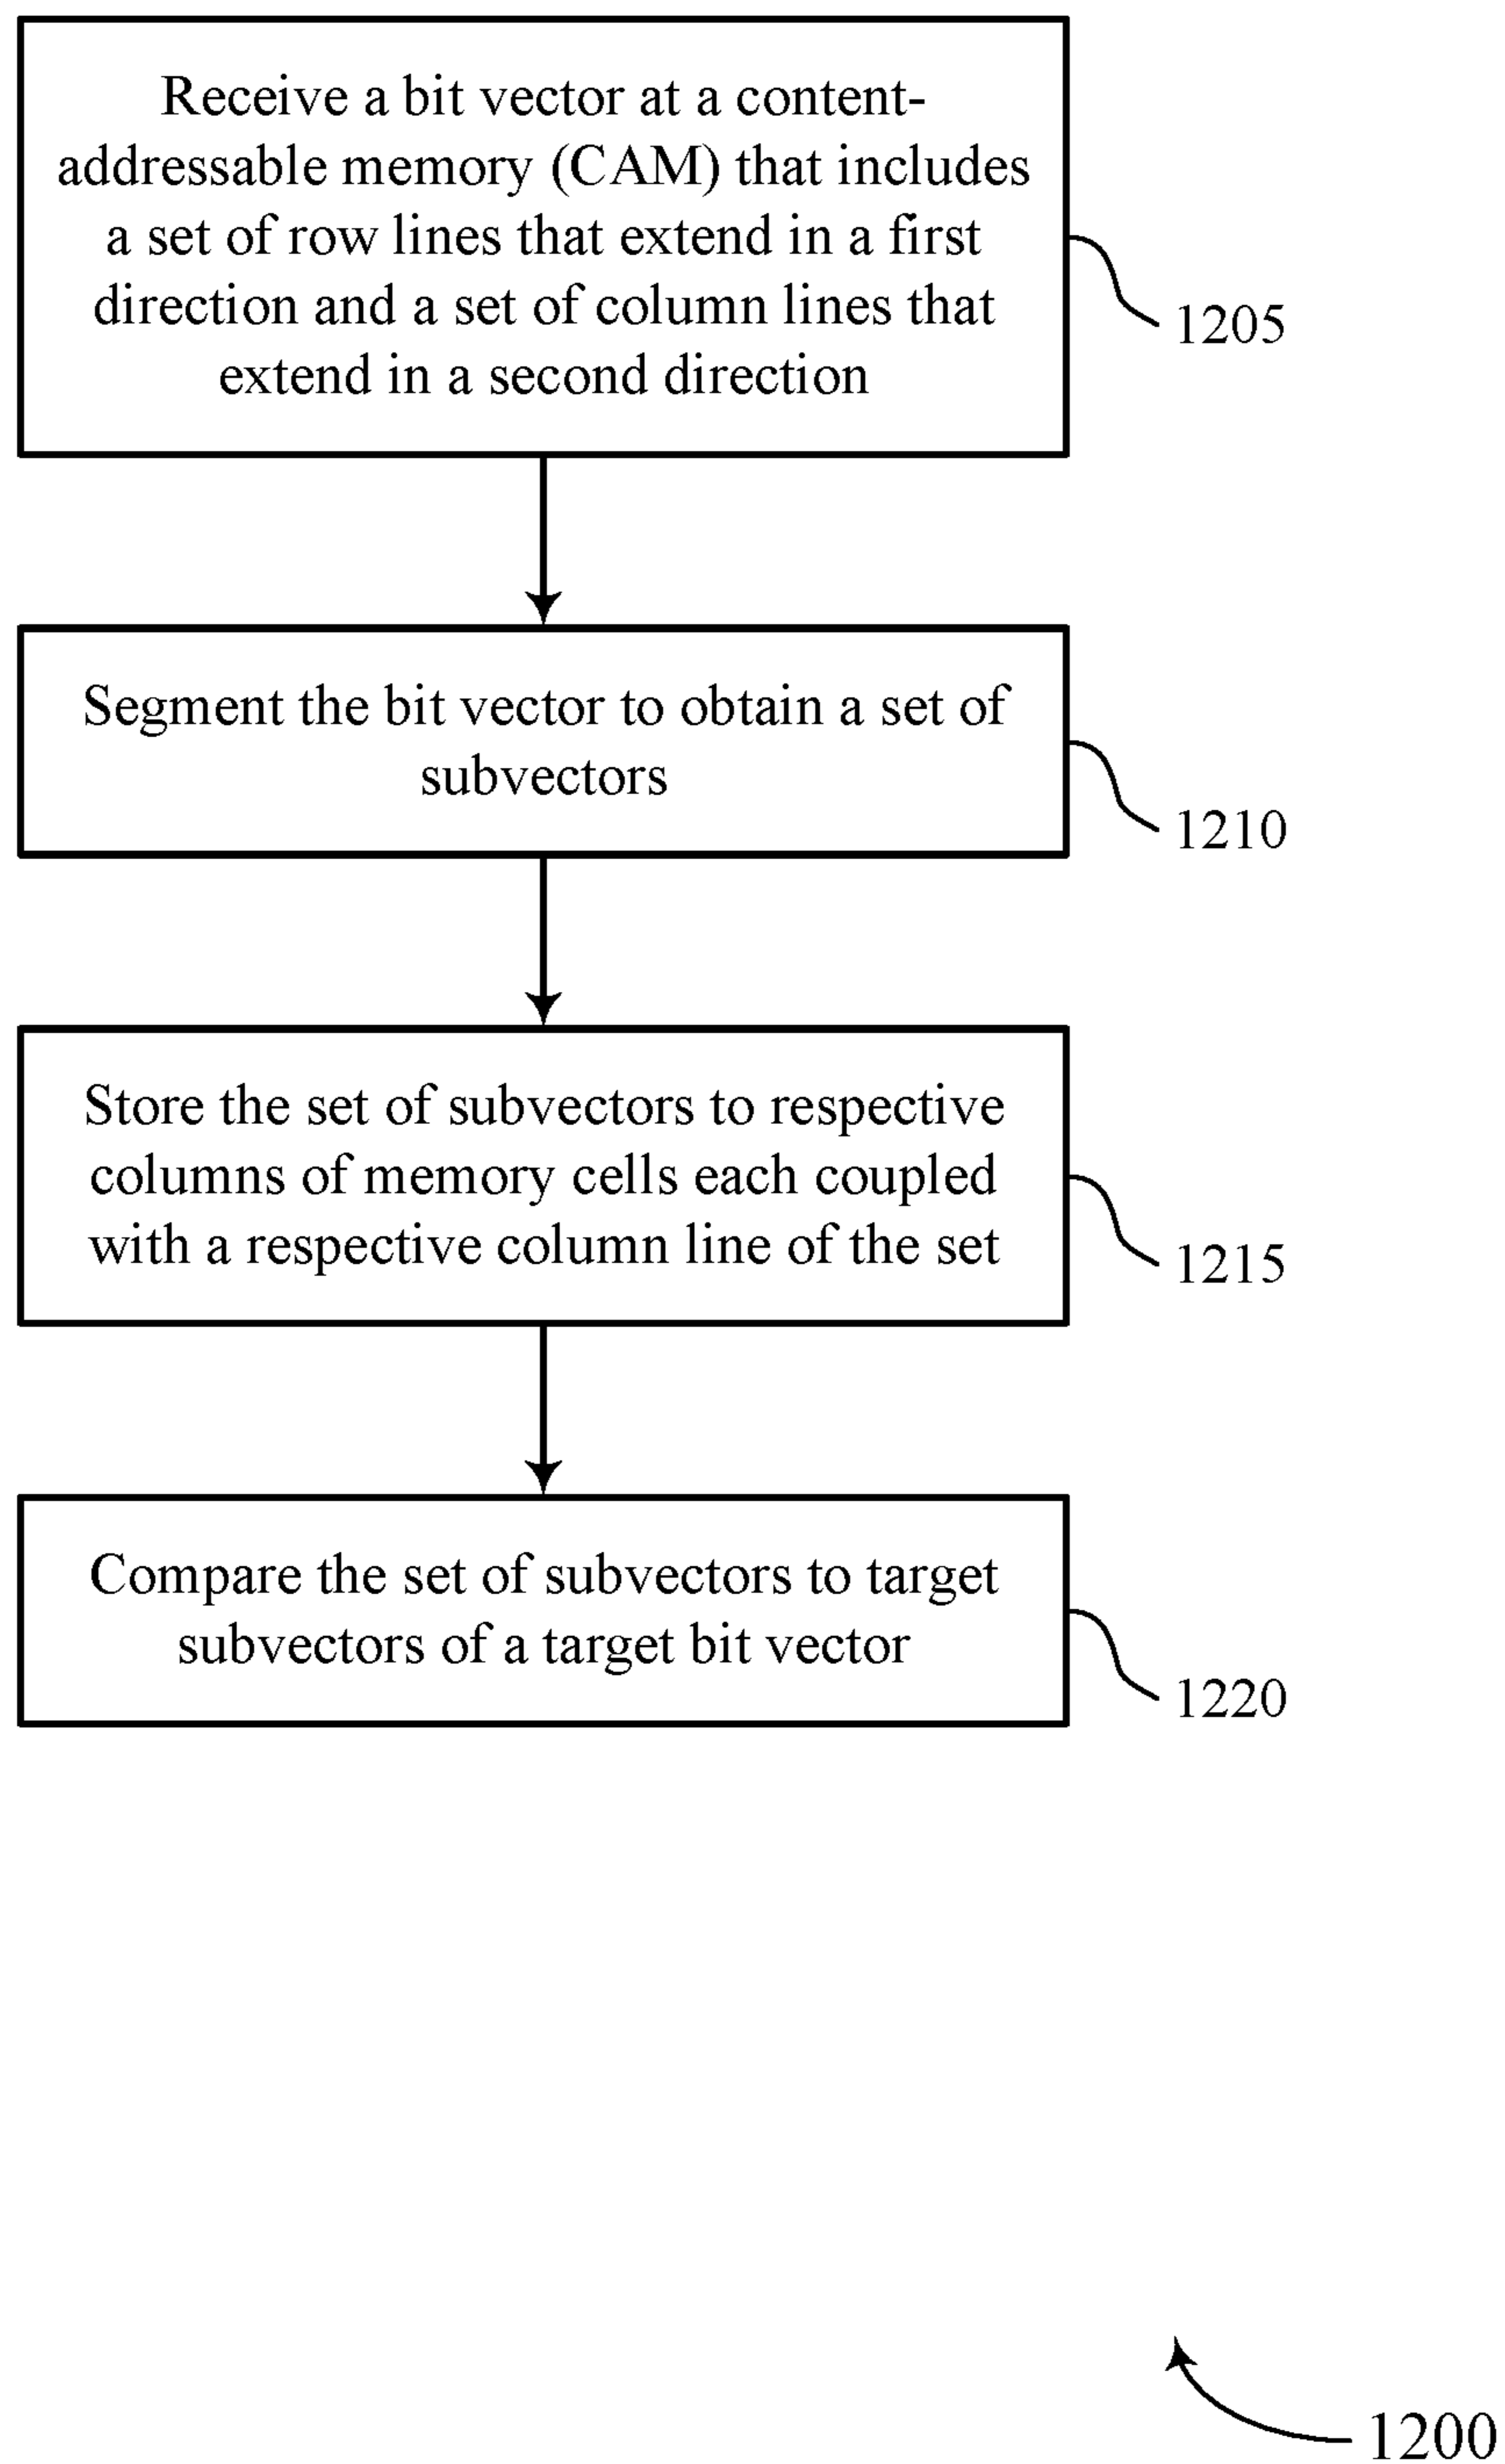 Receive a bit vector at a content-
addressable memory (CAM) that includes
a set of row lines that extend in a first
direction and a set of column lines that
extend in a second direction
1205
Segment the bit vector to obtain a set of
subvectors
1210
Store the set of subvectors to respective
columns of memory cells each coupled
with a respective column line of the set
1215
Compare the set of subvectors to target
subvectors of a target bit vector
1220
1200